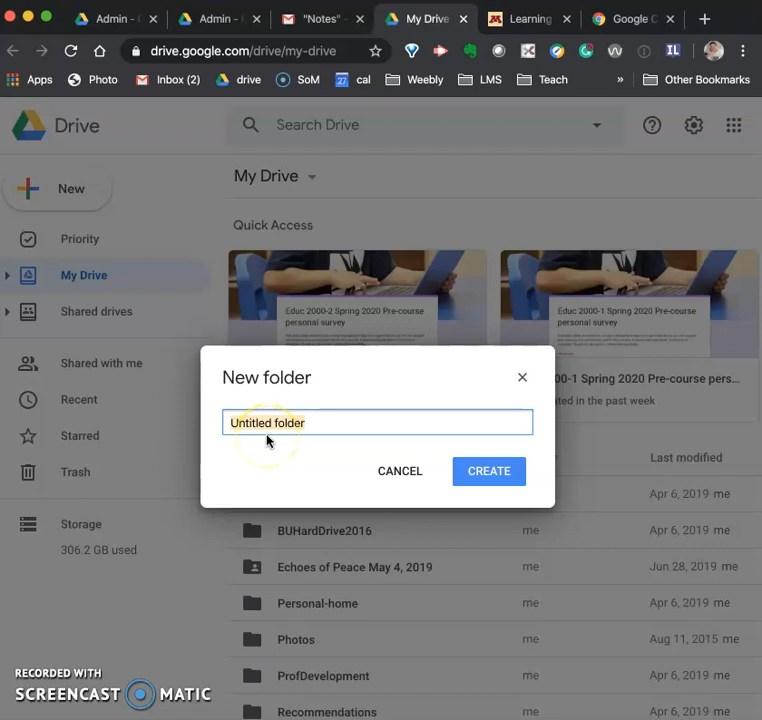 Admin - G
Admin - G
"Notes" -
My Drive
Learning
Google C
drive.google.com/drive/my-drive
Apps
Photo
Inbox (2)
drive
SoM
27
cal
Weebly
LMS
Teach
»
Other Bookmarks
Drive
Search Drive
New
My Drive
Quick Access
Priority
My Drive
Shared drives
Shared with me
Recent
Starred
Trash
Storage
306.2 GB used
Educ 2000-2 Spring 2020 Pre-course
personal survey
Educ 2000-1 Spring 2020 Pre-course
personal survey
00-1 Spring 2020 Pre-course pers...
ted in the past week
New folder
Untitled folder
CANCEL
CREATE
Last modified
Apr 6, 2019 me
BUHardDrive2016 me Apr 6, 2019 me
Echoes of Peace May 4, 2019 me Jun 28, 2019 me
Personal-home me Apr 6, 2019 me
Photos me Aug 11, 2015 me
ProfDevelopment me Apr 6, 2019 me
Recommendations me Apr 6, 2019 me
RECORDED WITH
SCREENCAST MATIC